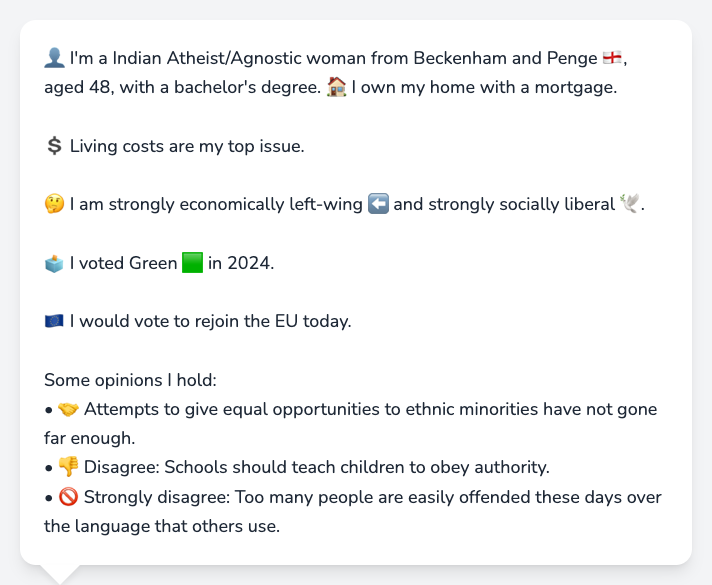 👤 I'm a Indian Atheist/Agnostic woman from Beckenham and Penge 🏴󠁧󠁢󠁥󠁮󠁧󠁿,
aged 48, with a bachelor's degree. 🏠 I own my home with a mortgage.
💲 Living costs are my top issue.
🤔 I am strongly economically left-wing ⬅️ and strongly socially liberal 🕊️.
🗳️ I voted Green 🟩 in 2024.
🇪🇺 I would vote to rejoin the EU today.
Some opinions I hold:
• 🤝 Attempts to give equal opportunities to ethnic minorities have not gone
far enough.
• 👎 Disagree: Schools should teach children to obey authority.
• 🚫 Strongly disagree: Too many people are easily offended these days over
the language that others use.